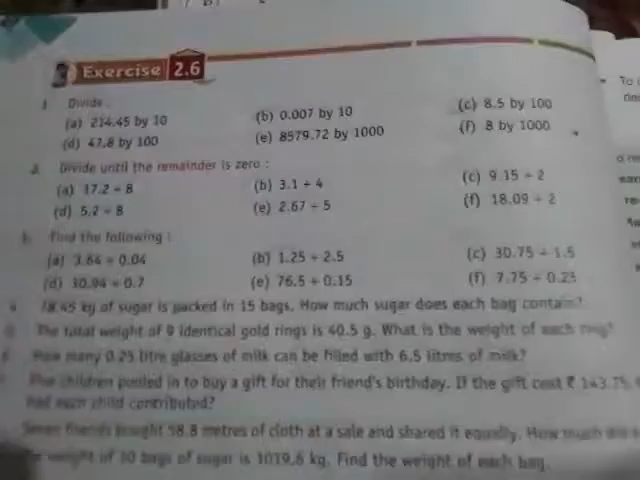 Exercise 2.6
1. Divide :
(a) 214.45 by 10 (b) 0.007 by 10 (c) 8.5 by 100
(d) 47.8 by 100 (e) 8579.72 by 1000 (f) 8 by 1000
2. Divide until the remainder is zero :
(a) 17.2 ÷ 8 (b) 3.1 ÷ 4 (c) 9.15 ÷ 2
(d) 5.2 ÷ 8 (e) 2.67 ÷ 5 (f) 18.09 ÷ 2
Find the following :
(a) 3.64 ÷ 0.04 (b) 1.25 ÷ 2.5 (c) 30.75 ÷ 1.5
(d) 30.94 ÷ 0.7 (e) 76.5 ÷ 0.15 (f) 7.75 ÷ 0.25
18.45 kg of sugar is packed in 15 bags. How much sugar does each bag contain?
The total weight of 9 identical gold rings is 40.5 g. What is the weight of each ring?
How many 0.25 litre glasses of milk can be filled with 6.5 litres of milk?
children pooled in to buy a gift for their friend's birthday. If the gift cost ₹ 143.75,
had each child contributed?
Seven friends bought 58.8 metres of cloth at a sale and shared it equally. How much did
weight of 10 bags of sugar is 1019.6 kg. Find the weight of each bag.